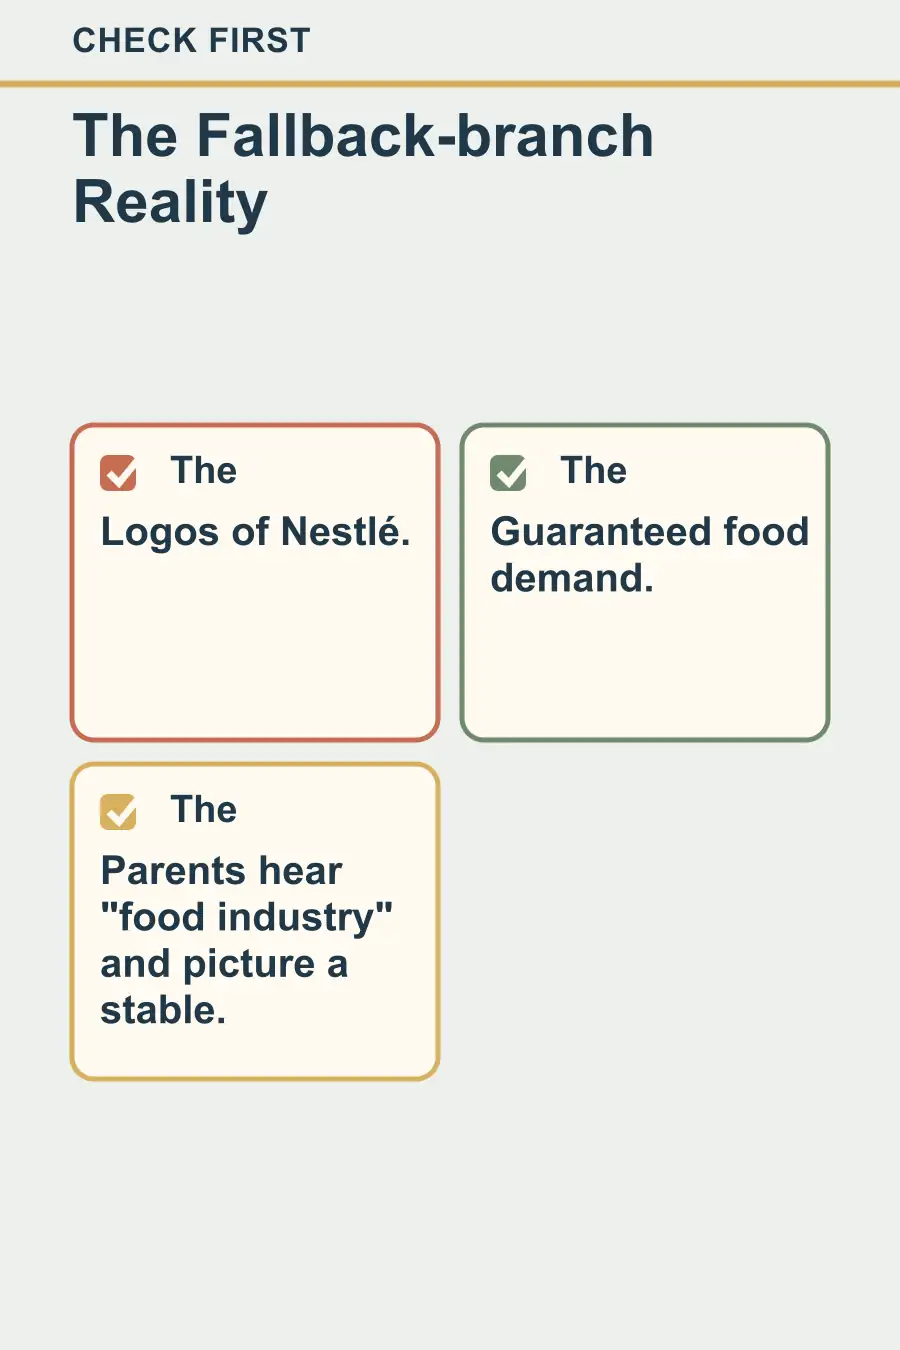 CHECK FIRST
The Fallback-branch
Reality
The
Logos of Nestlé.
The
Guaranteed food
demand.
The
Parents hear
"food industry"
and picture a
stable.